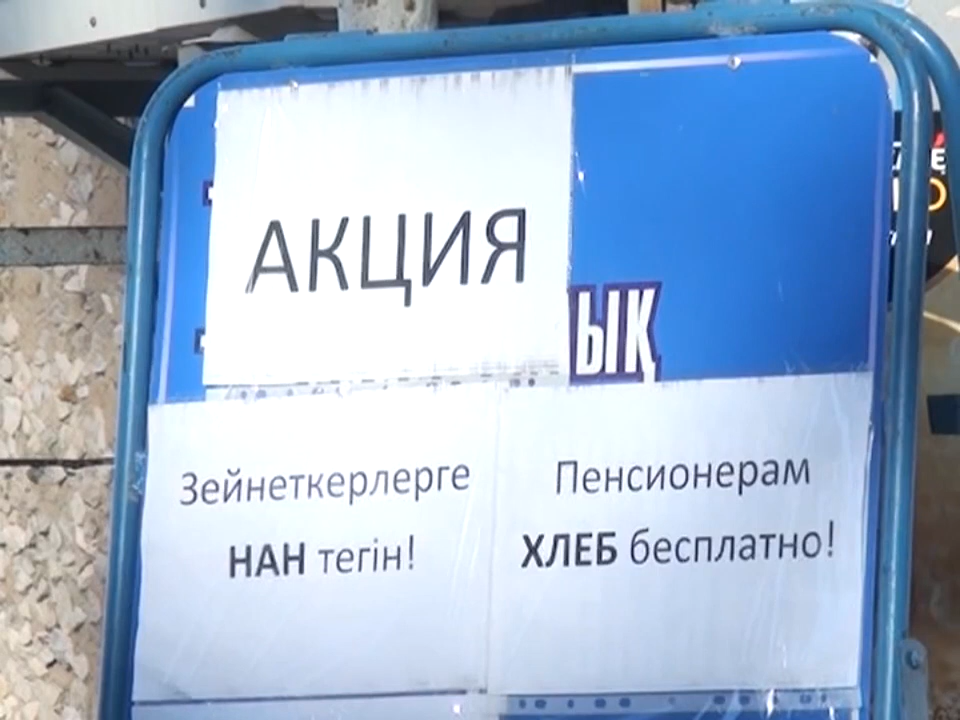 АКЦИЯ
ЫҚ
Зейнеткерлерге
НАН тегін!
Пенсионерам
ХЛЕБ бесплатно!